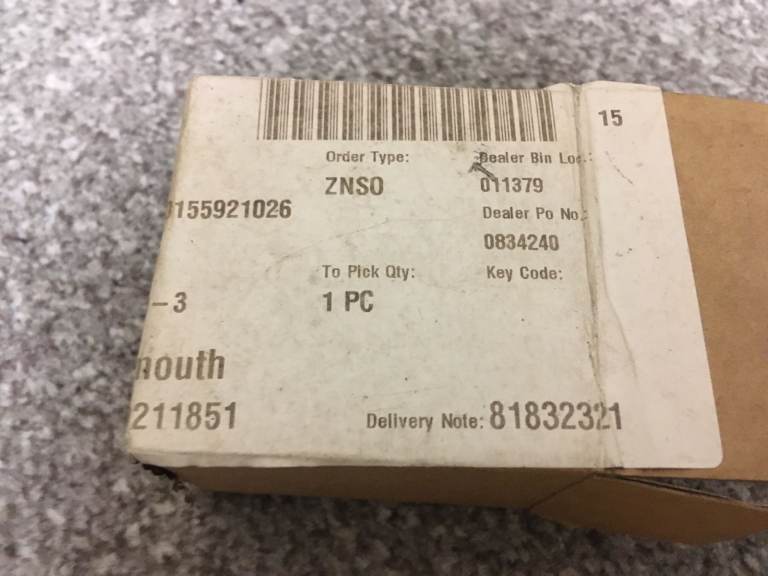 15
Order Type: Dealer Bin Loc.:
ZNSO 011379
155921026
Dealer Po No.:
0834240
To Pick Qty: Key Code:
-3 1 PC
mouth
211851 Delivery Note: 81832321